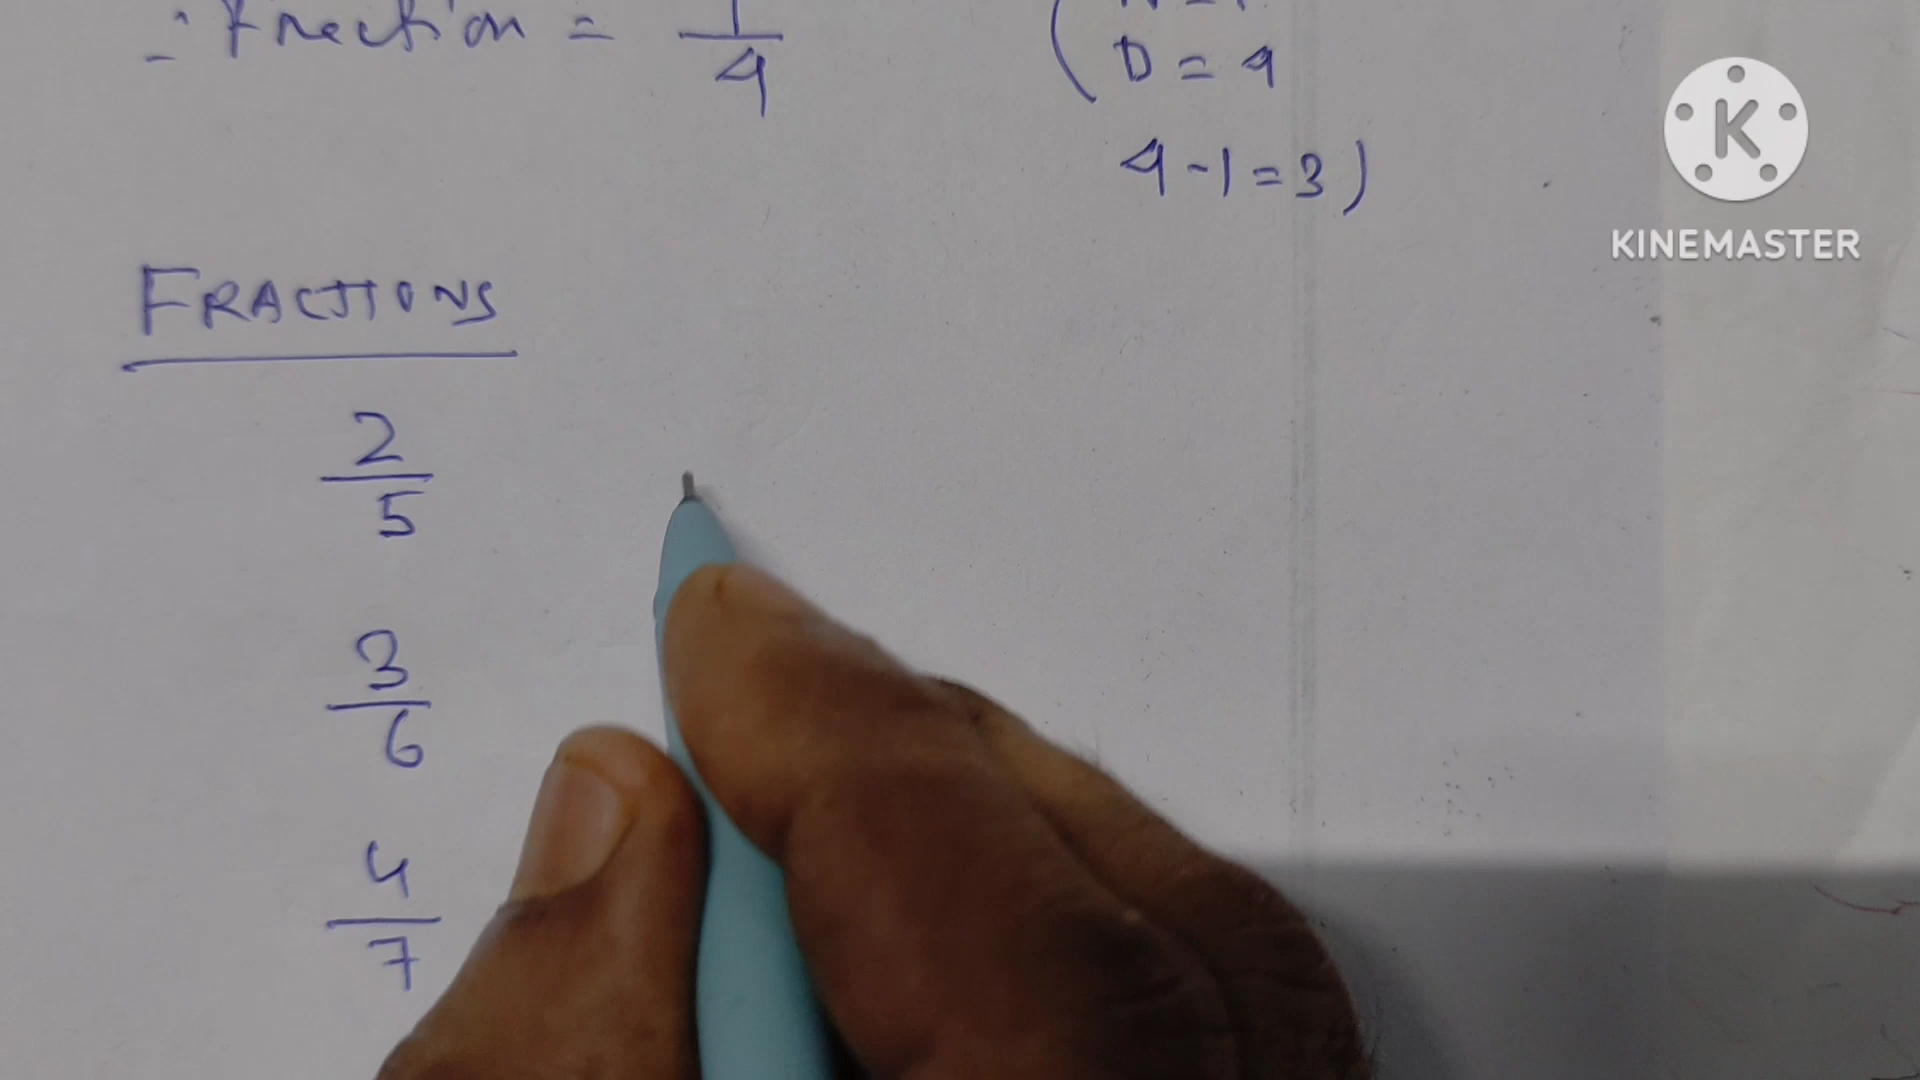 ∴ Fraction = 1/4
D = 4
4 - 1 = 3)
KINEMASTER
FRACTIONS
2/5
3/6
4/7